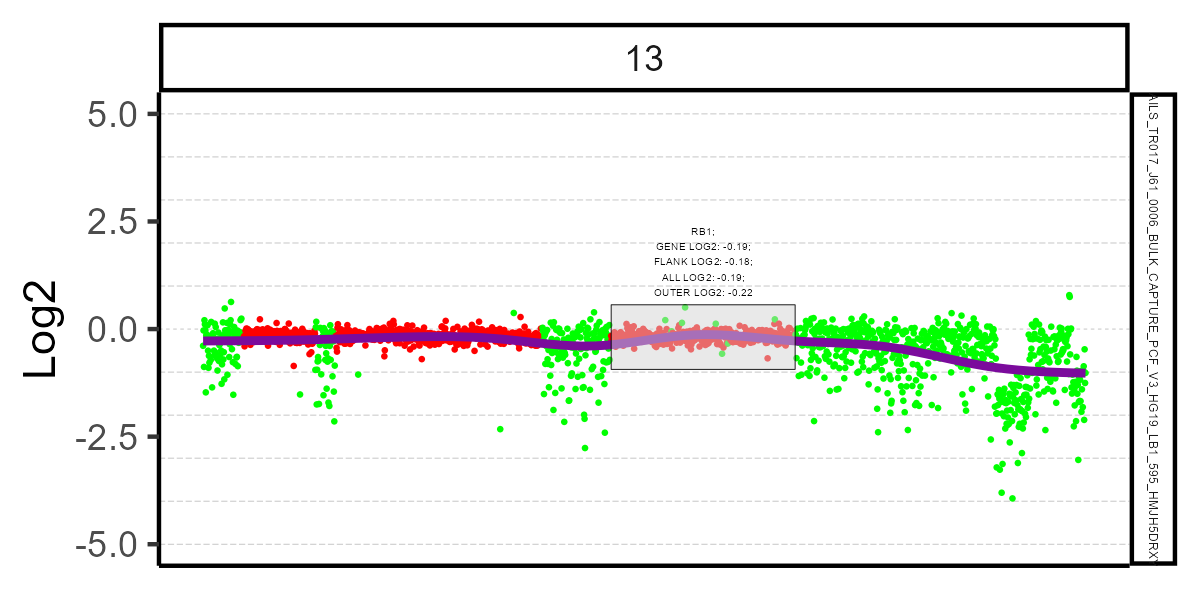 13
5.0
2.5
0.0
-2.5
-5.0
Log2
RB1;
GENE LOG2: -0.19;
FLANK LOG2: -0.18;
ALL LOG2: -0.19;
OUTER LOG2: -0.22
AILS_TR017_J61_0006_BULK_CAPTURE_PCF_V3_HG19_LB1_595_HMJH5DRX